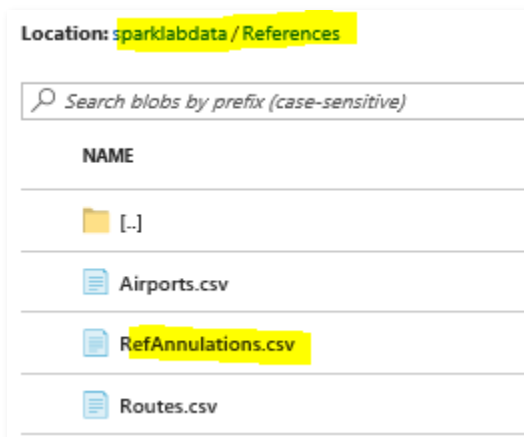 Location: sparklabdata / References
Search blobs by prefix (case-sensitive)
NAME
[..]
Airports.csv
RefAnnulations.csv
Routes.csv